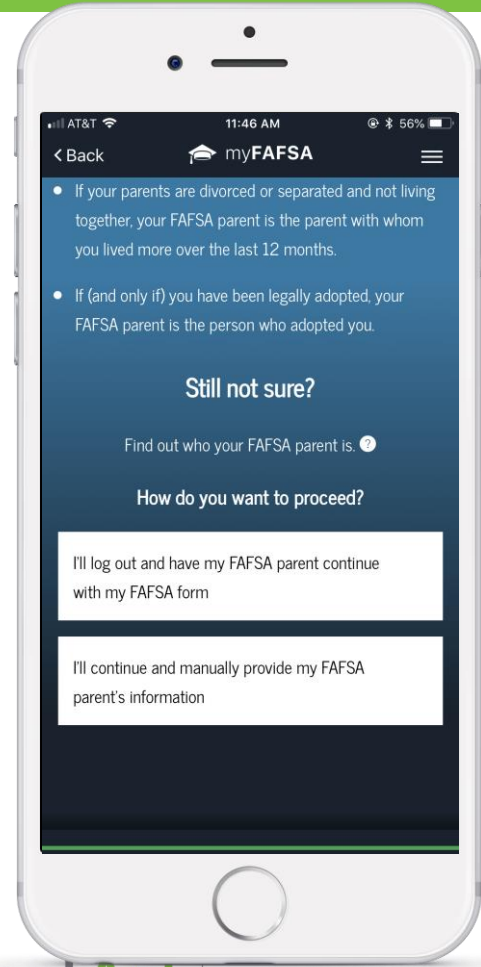 AT&T 11:46 AM 56%
< Back myFAFSA
• If your parents are divorced or separated and not living
together, your FAFSA parent is the parent with whom
you lived more over the last 12 months.
• If (and only if) you have been legally adopted, your
FAFSA parent is the person who adopted you.
Still not sure?
Find out who your FAFSA parent is. ?
How do you want to proceed?
I'll log out and have my FAFSA parent continue
with my FAFSA form
I'll continue and manually provide my FAFSA
parent's information